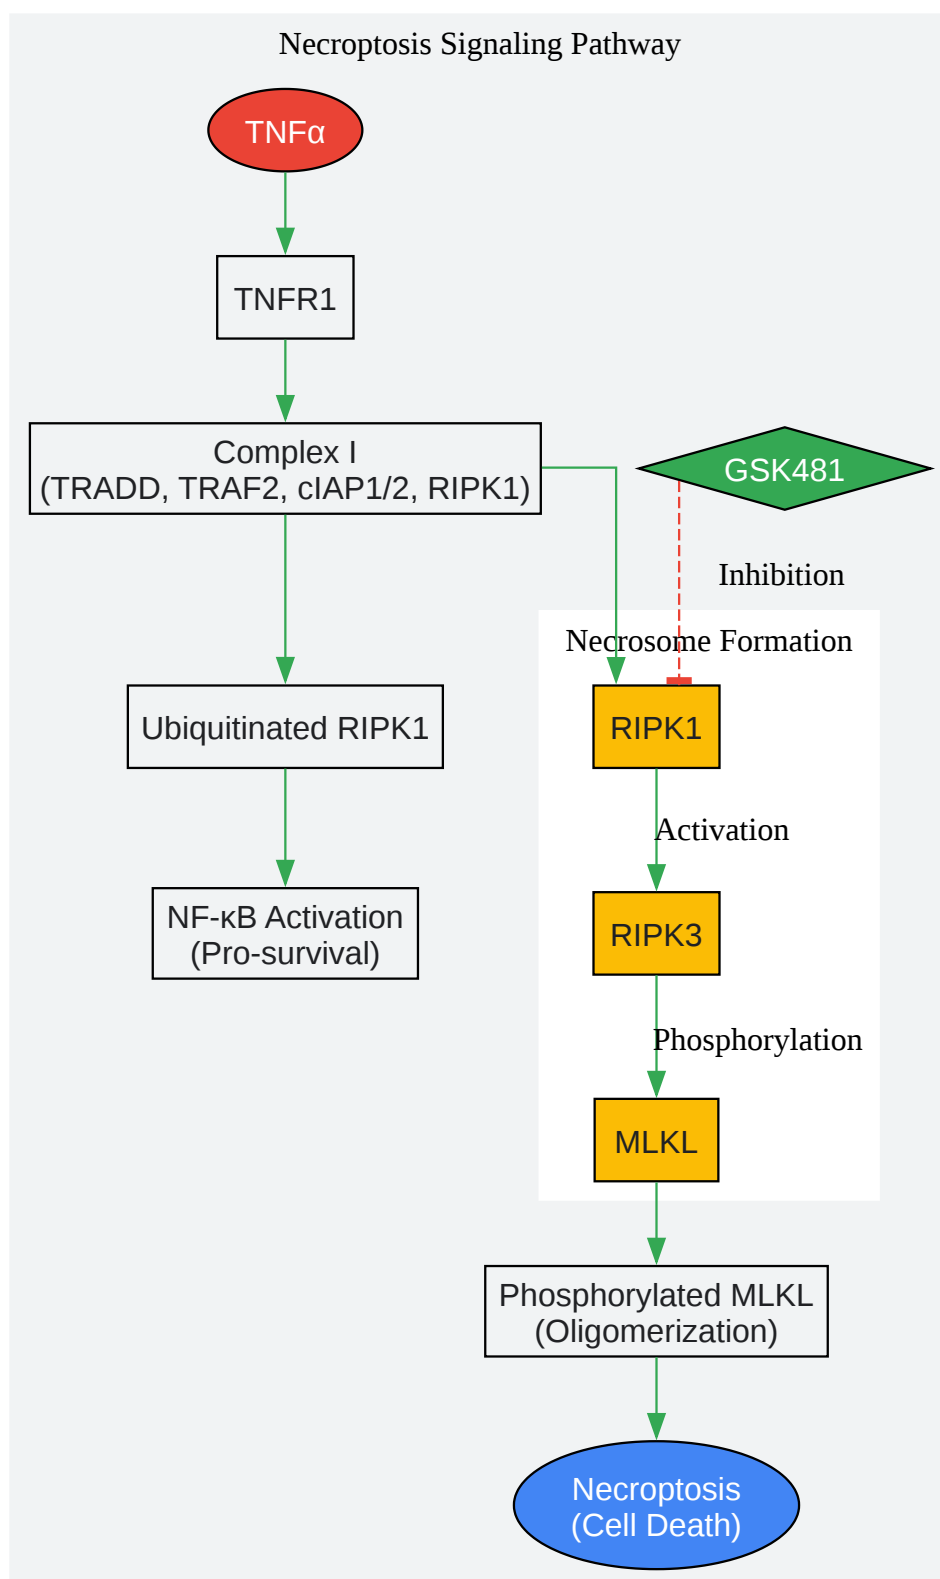 Necroptosis Signaling Pathway
TNFα
TNFR1
Complex I
(TRADD, TRAF2, cIAP1/2, RIPK1)
GSK481
Inhibition
Necrosome Formation
Ubiquitinated RIPK1
RIPK1
Activation
NF-κB Activation
(Pro-survival)
RIPK3
Phosphorylation
MLKL
Phosphorylated MLKL
(Oligomerization)
Necroptosis
(Cell Death)